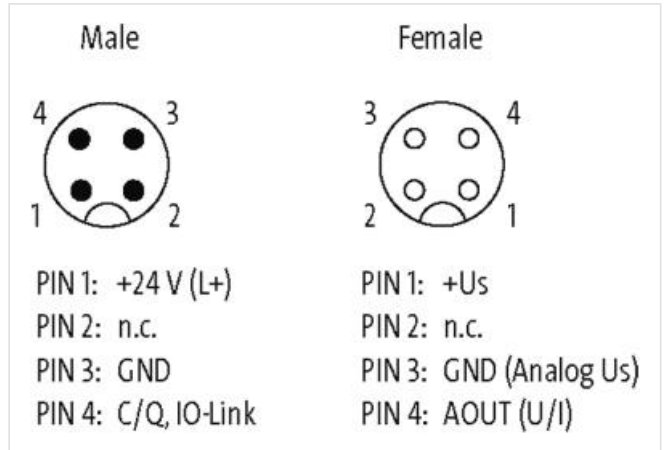 Male Female
4 3 3 4
1 2 2 1
PIN 1: +24 V (L+) PIN 1: +Us
PIN 2: n.c. PIN 2: n.c.
PIN 3: GND PIN 3: GND (Analog Us)
PIN 4: C/Q, IO-Link PIN 4: AOUT (U/I)